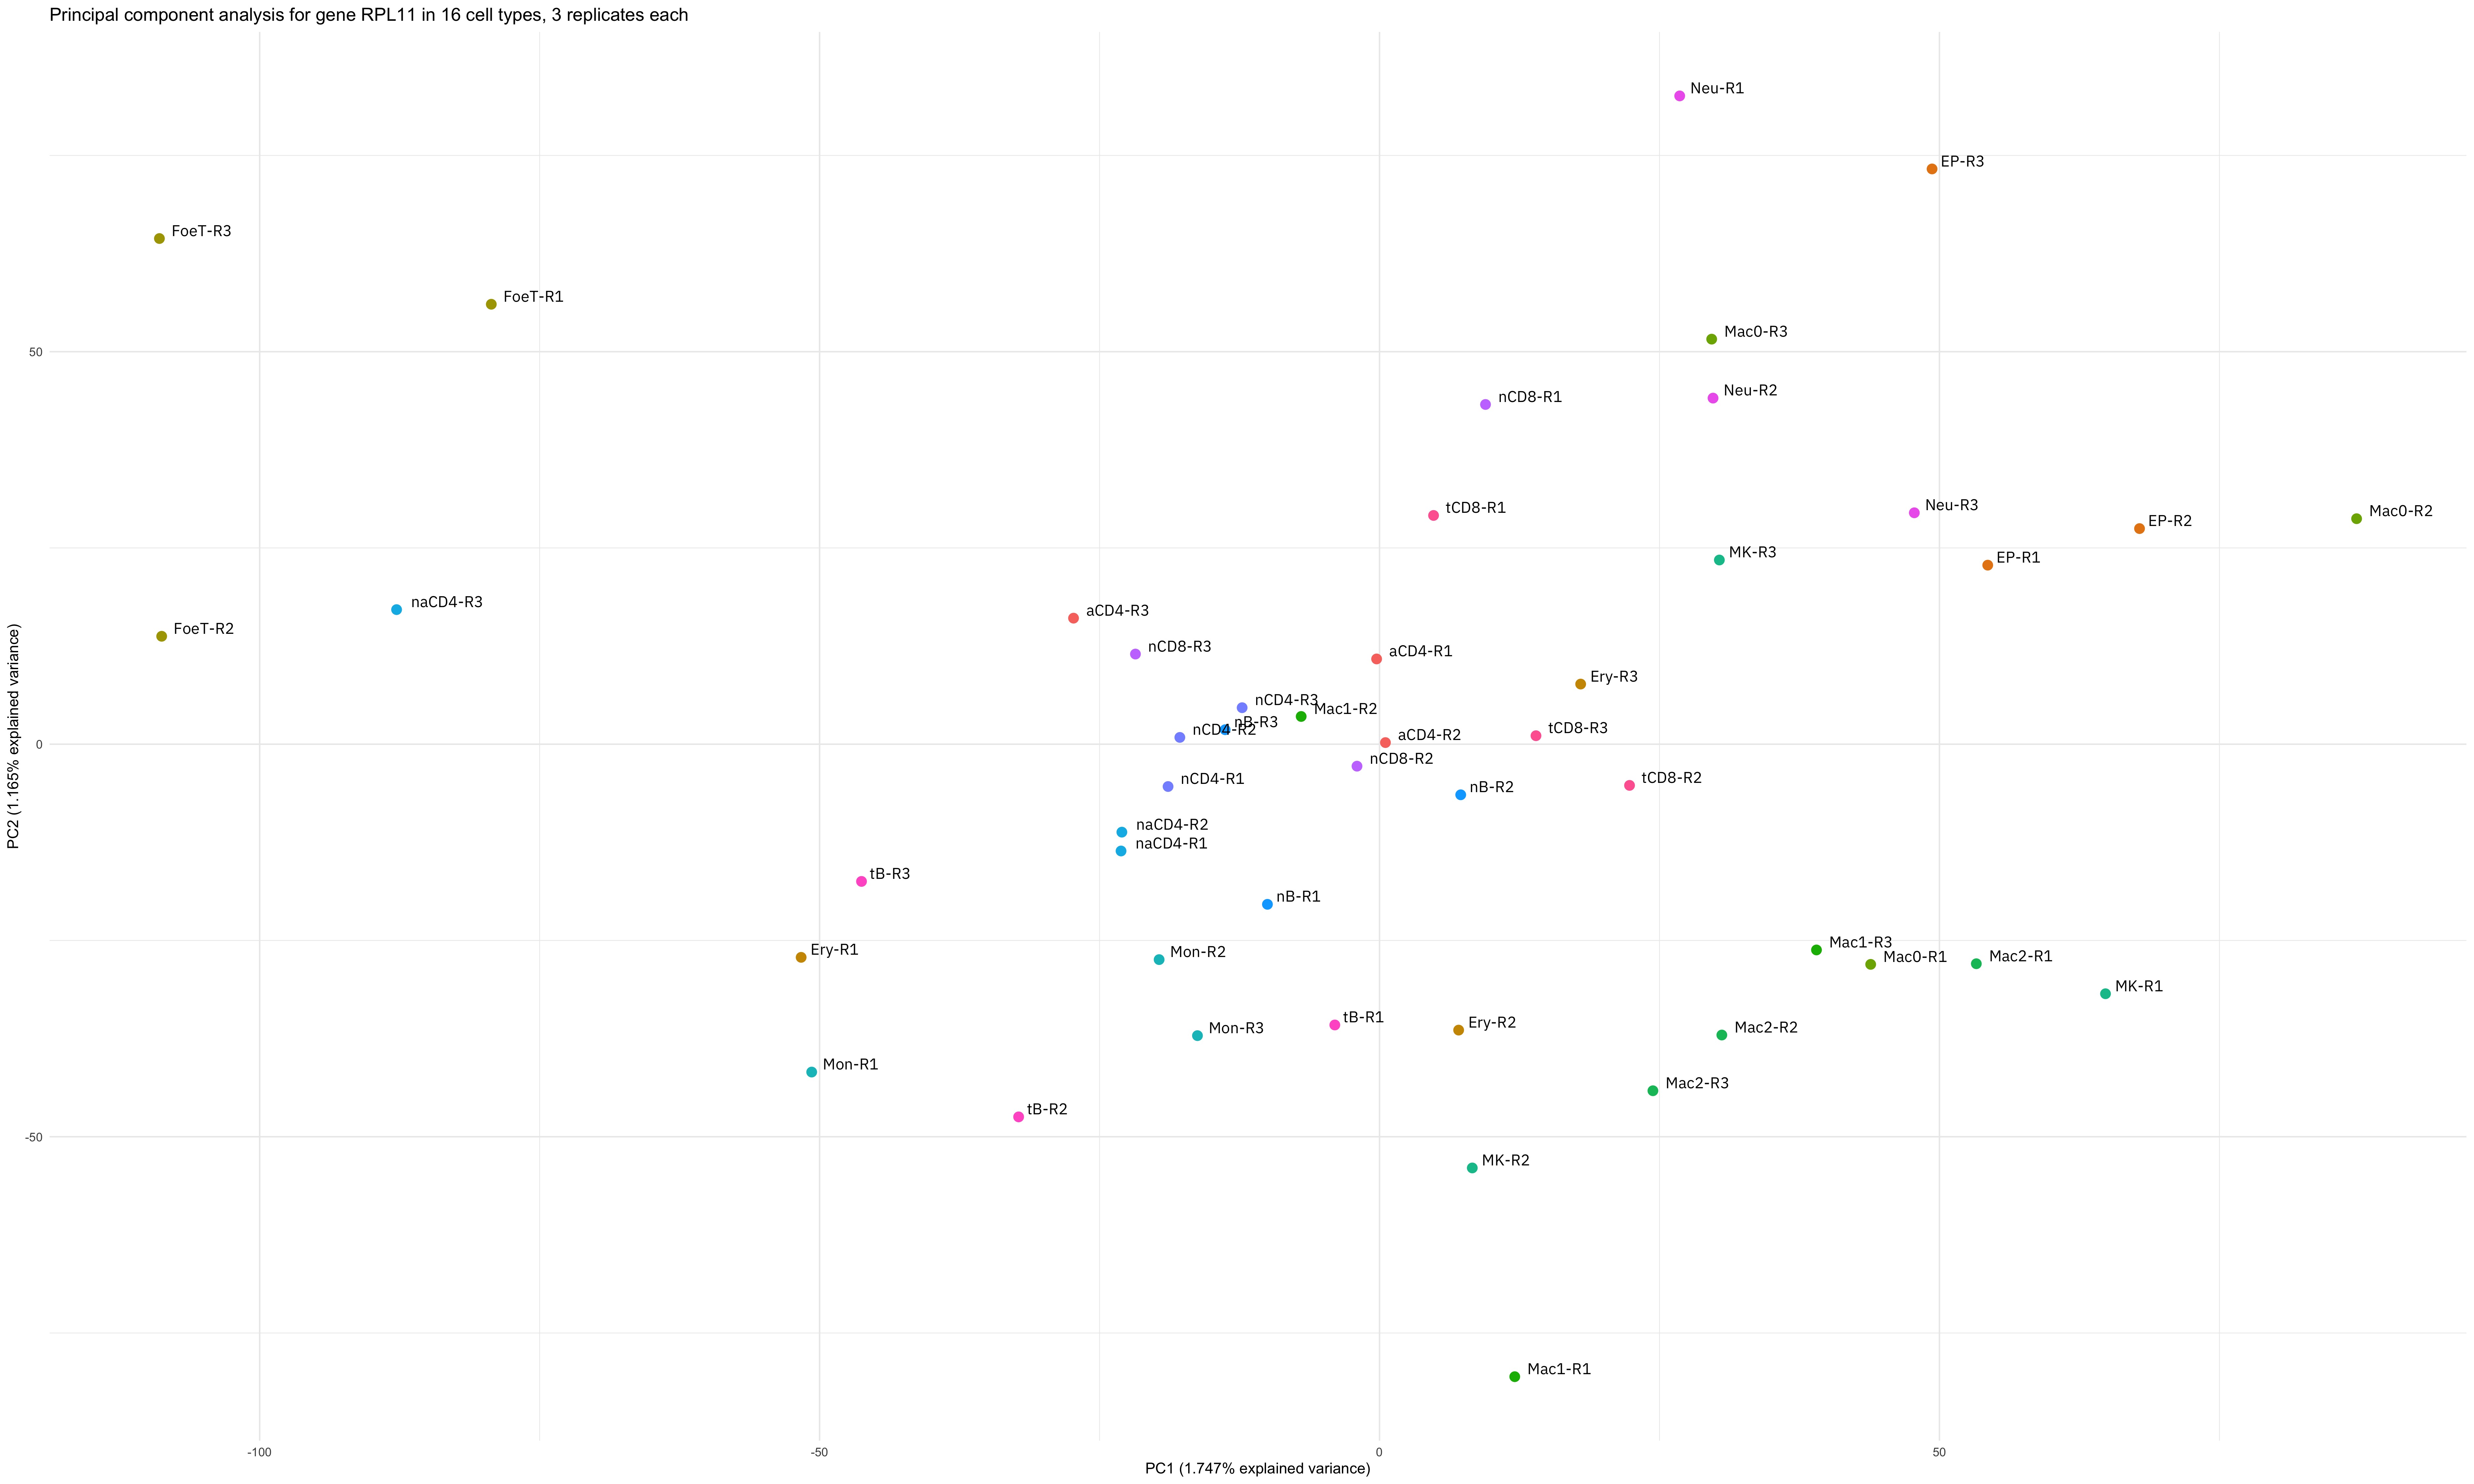 Principal component analysis for gene RPL11 in 16 cell types, 3 replicates each
Neu-R1
EP-R3
FoeT-R3
FoeT-R1
Mac0-R3
50
Neu-R2
nCD8-R1
tCD8-R1
Neu-R3
Mac0-R2
EP-R2
MK-R3
EP-R1
naCD4-R3
aCD4-R3
FoeT-R2
nCD8-R3
aCD4-R1
Ery-R3
nCD4-R3
Mac1-R2
nB-R3
nCD4-R2
tCD8-R3
aCD4-R2
0
nCD8-R2
nCD4-R1
tCD8-R2
nB-R2
naCD4-R2
naCD4-R1
tB-R3
nB-R1
Ery-R1
Mon-R2
Mac1-R3
Mac0-R1
Mac2-R1
MK-R1
tB-R1
Ery-R2
Mon-R3
Mac2-R2
Mon-R1
Mac2-R3
tB-R2
-50
MK-R2
Mac1-R1
PC2 (1.165% explained variance)
-100
-50
0
50
PC1 (1.747% explained variance)